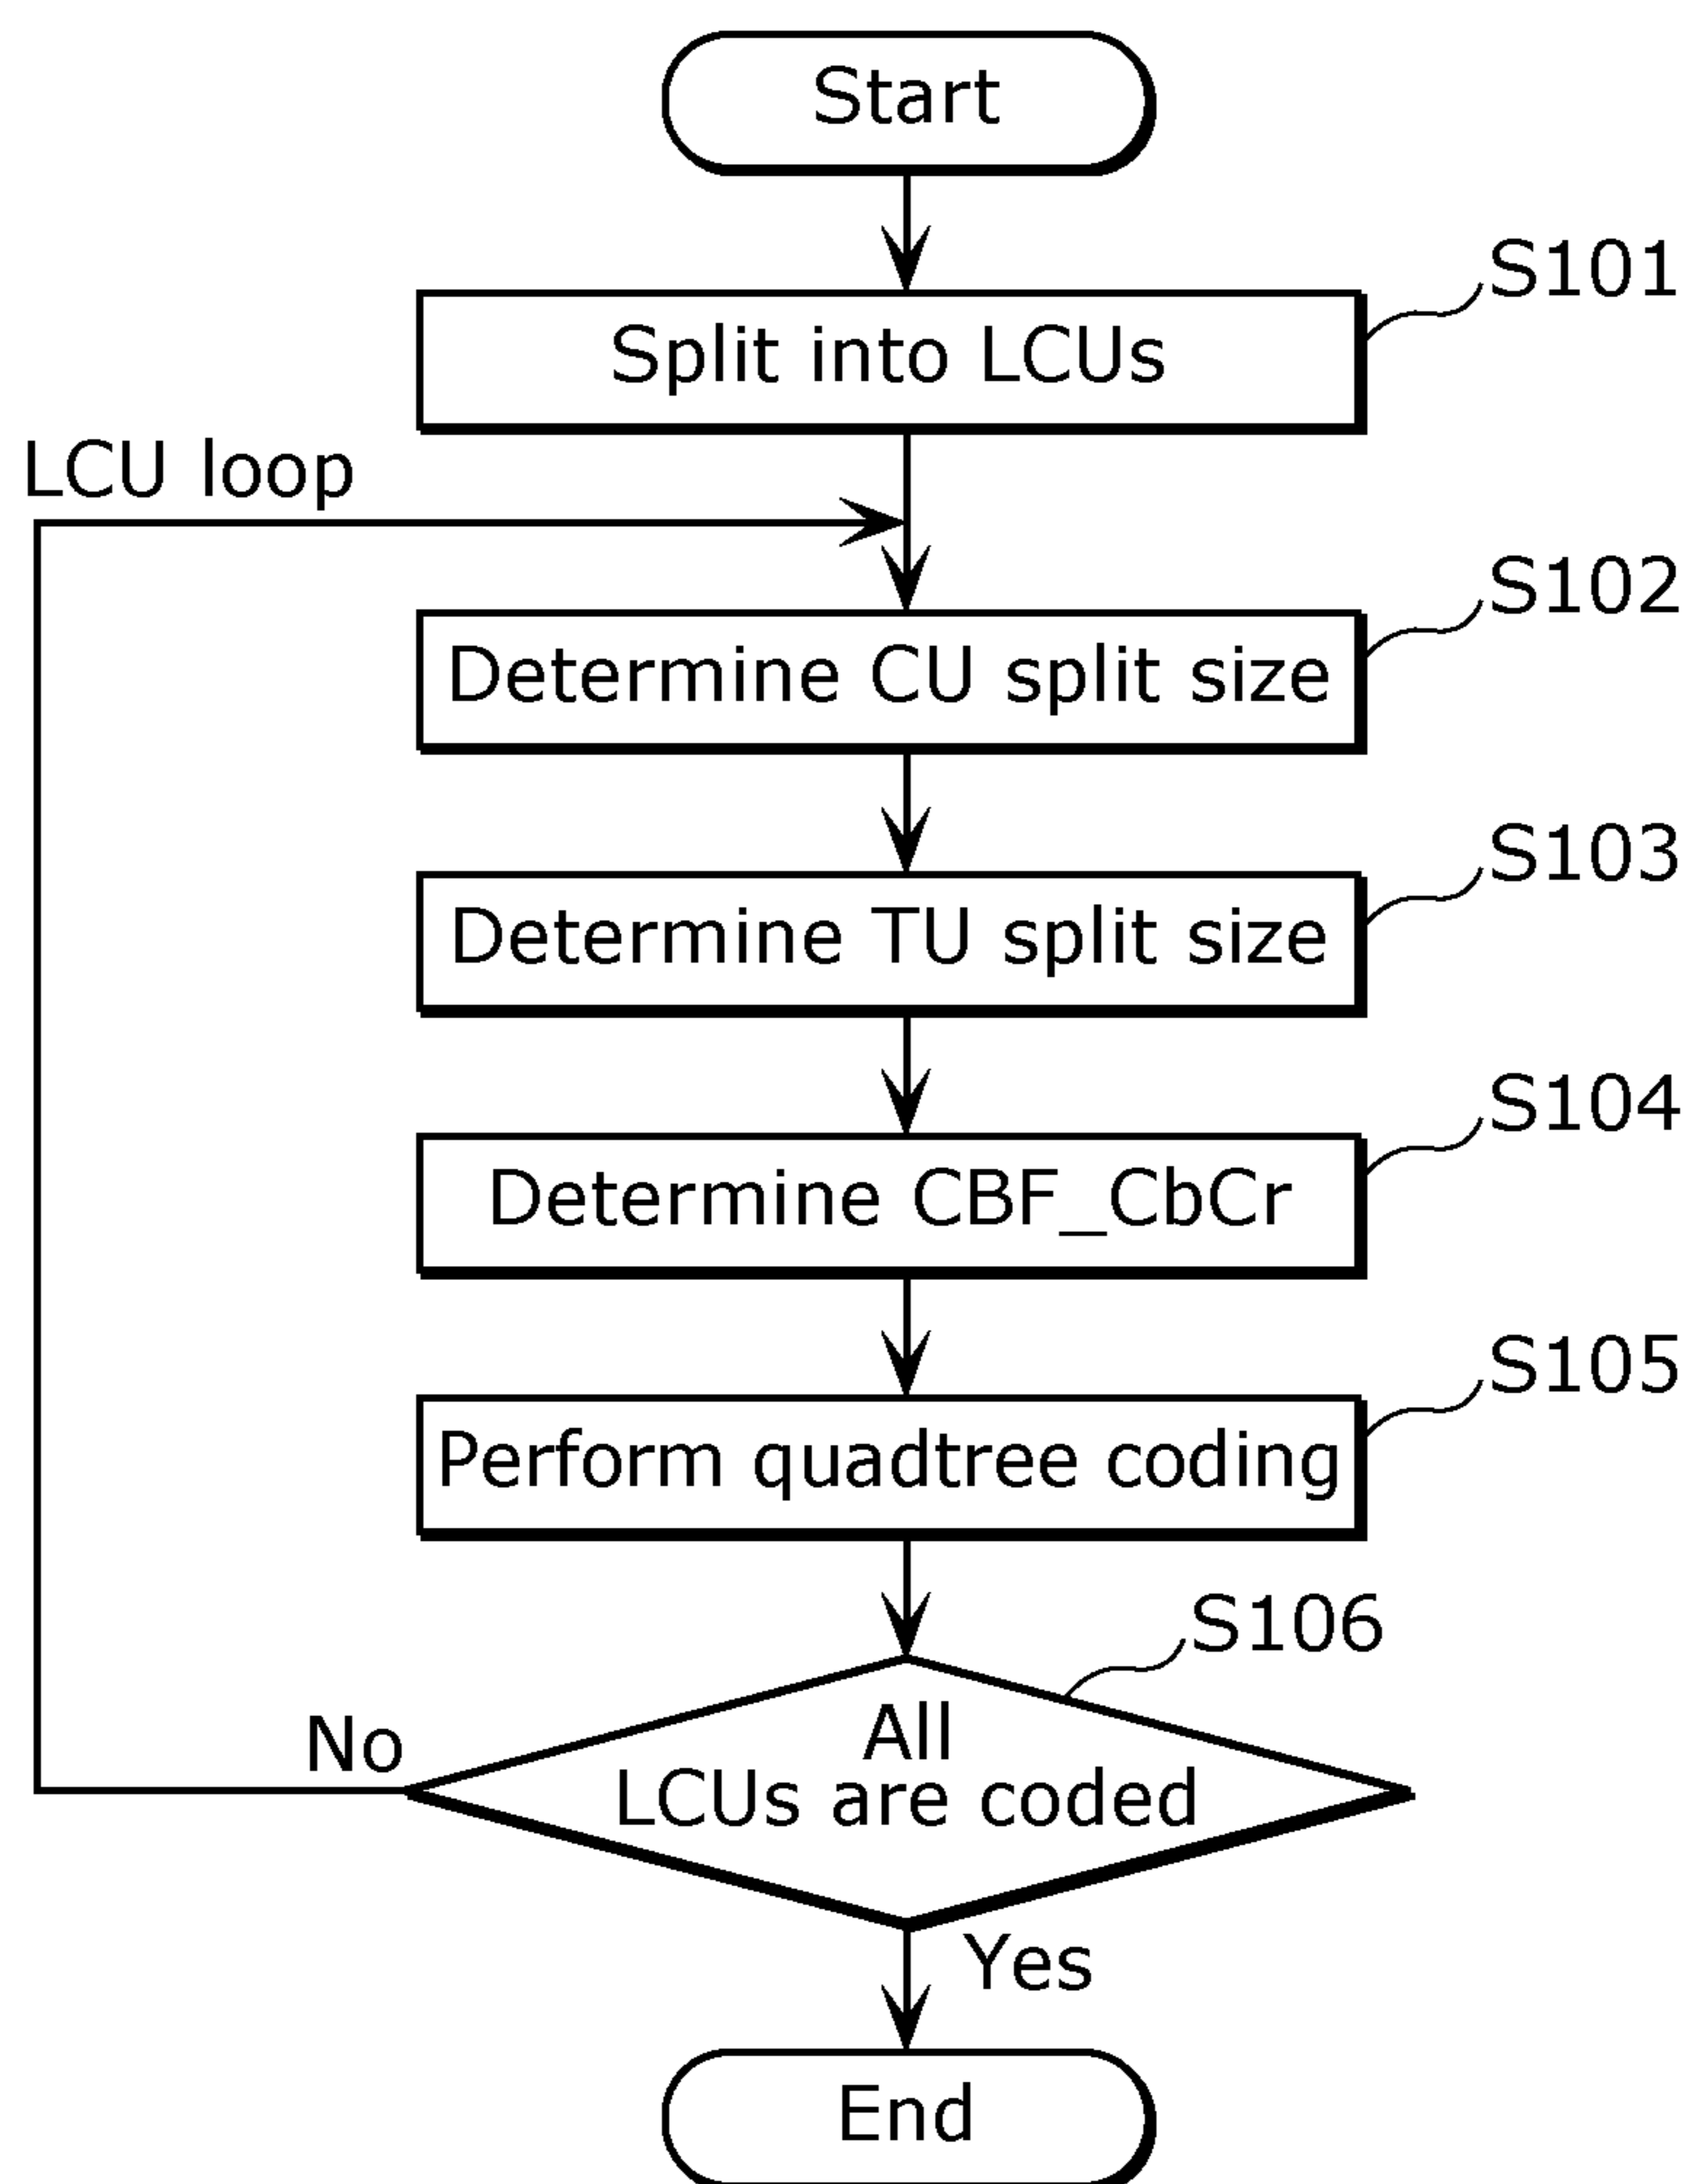 Start
S101
Split into LCUs
LCU loop
S102
Determine CU split size
S103
Determine TU split size
S104
Determine CBF_CbCr
S105
Perform quadtree coding
S106
All
LCUs are coded
No
Yes
End